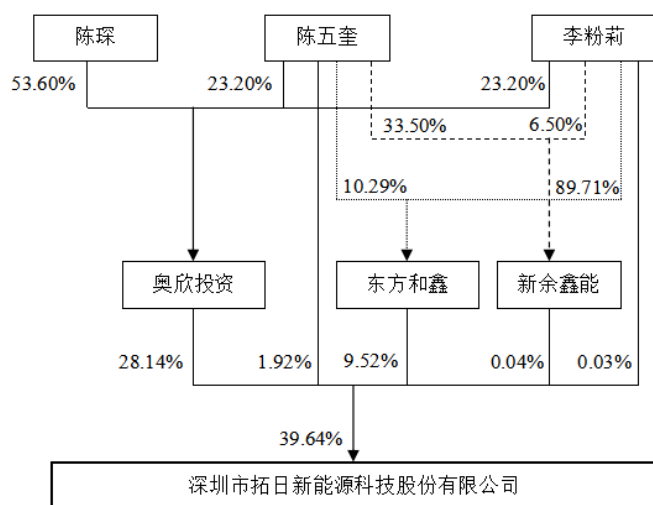 陈琛
陈五奎
李粉莉
53.60%
23.20%
23.20%
33.50%
6.50%
10.29%
89.71%
奥欣投资
东方和鑫
新余鑫能
28.14%
1.92%
9.52%
0.04%
0.03%
39.64%
深圳市拓日新能源科技股份有限公司